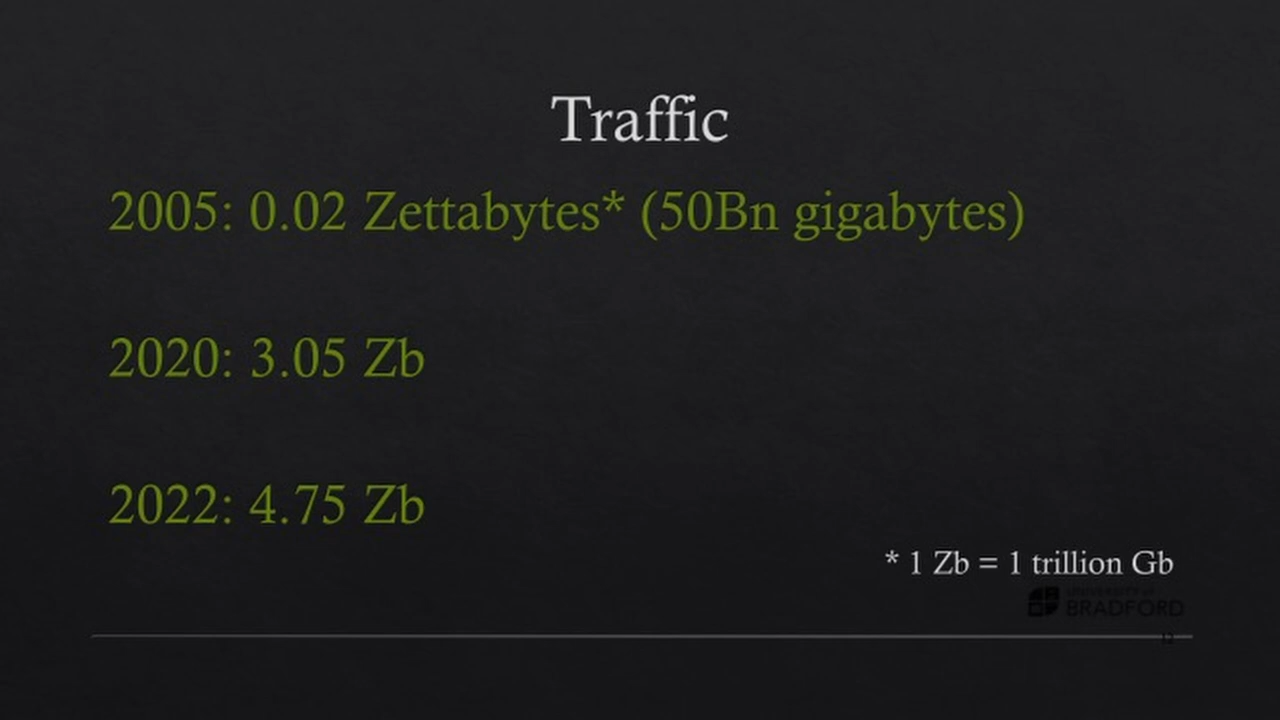 Traffic
2005: 0.02 Zettabytes* (50Bn gigabytes)
2020: 3.05 Zb
2022: 4.75 Zb
* 1 Zb = 1 trillion Gb
UNIVERSITY of
BRADFORD
12